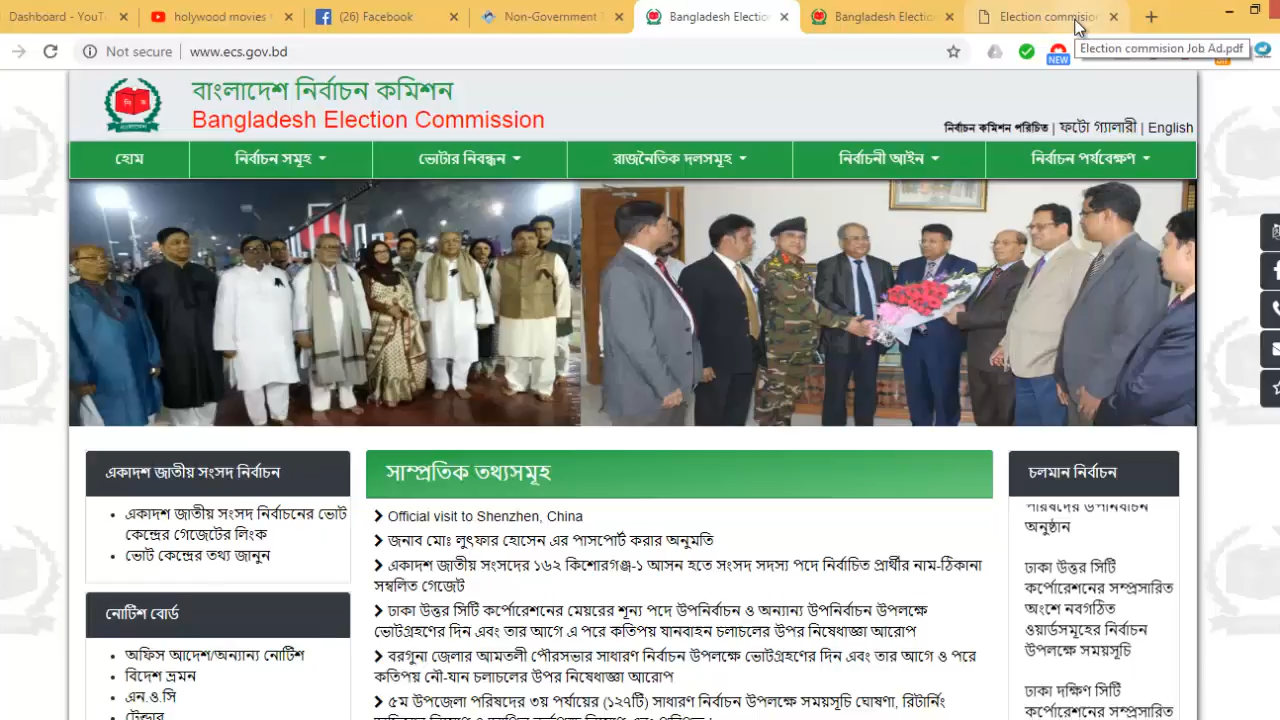 Dashboard - YouT
holywood movies
(26) Facebook
Non-Government
Bangladesh Electio
Bangladesh Electio
Election commisio
Not secure
www.ecs.gov.bd
NEW
Election commision Job Ad.pdf
বাংলাদেশ নির্বাচন কমিশন
Bangladesh Election Commission
নির্বাচন কমিশন পরিচিত | ফটো গ্যালারী | English
হোম
নির্বাচন সমূহ
ভোটার নিবন্ধন
রাজনৈতিক দলসমূহ
নির্বাচনী আইন
নির্বাচন পর্যবেক্ষণ
একাদশ জাতীয় সংসদ নির্বাচন
একাদশ জাতীয় সংসদ নির্বাচনের ভোট
কেন্দ্রের গেজেটের লিংক
ভোট কেন্দ্রের তথ্য জানুন
নোটিশ বোর্ড
অফিস আদেশ/অন্যান্য নোটিশ
বিদেশ ভ্রমন
এন.ও.সি
টেন্ডার
সাম্প্রতিক তথ্যসমূহ
Official visit to Shenzhen, China
জনাব মোঃ লুৎফার হোসেন এর পাসপোর্ট করার অনুমতি
একাদশ জাতীয় সংসদের ১৬২ কিশোরগঞ্জ-১ আসন হতে সংসদ সদস্য পদে নির্বাচিত প্রার্থীর নাম-ঠিকানা
সম্বলিত গেজেট
ঢাকা উত্তর সিটি কর্পোরেশনের মেয়রের শূন্য পদে উপনির্বাচন ও অন্যান্য উপনির্বাচন উপলক্ষে
ভোটগ্রহণের দিন এবং তার আগে এ পরে কতিপয় যানবাহন চলাচলের উপর নিষেধাজ্ঞা আরোপ
বরগুনা জেলার আমতলী পৌরসভার সাধারণ নির্বাচন উপলক্ষে ভোটগ্রহণের দিন এবং তার আগে ও পরে
কতিপয় নৌ-যান চলাচলের উপর নিষেধাজ্ঞা আরোপ
৫ম উপজেলা পরিষদের ৩য় পর্যায়ের (১২৭টি) সাধারণ নির্বাচন উপলক্ষে সময়সূচি ঘোষণা, রিটার্নিং
চলমান নির্বাচন
পরিষদের উপনির্বাচন
অনুষ্ঠান
ঢাকা উত্তর সিটি
কর্পোরেশনের সম্প্রসারিত
অংশে নবগঠিত
ওয়ার্ডসমূহের নির্বাচন
উপলক্ষে সময়সূচি
ঢাকা দক্ষিণ সিটি
কর্পোরেশনের সম্প্রসারিত